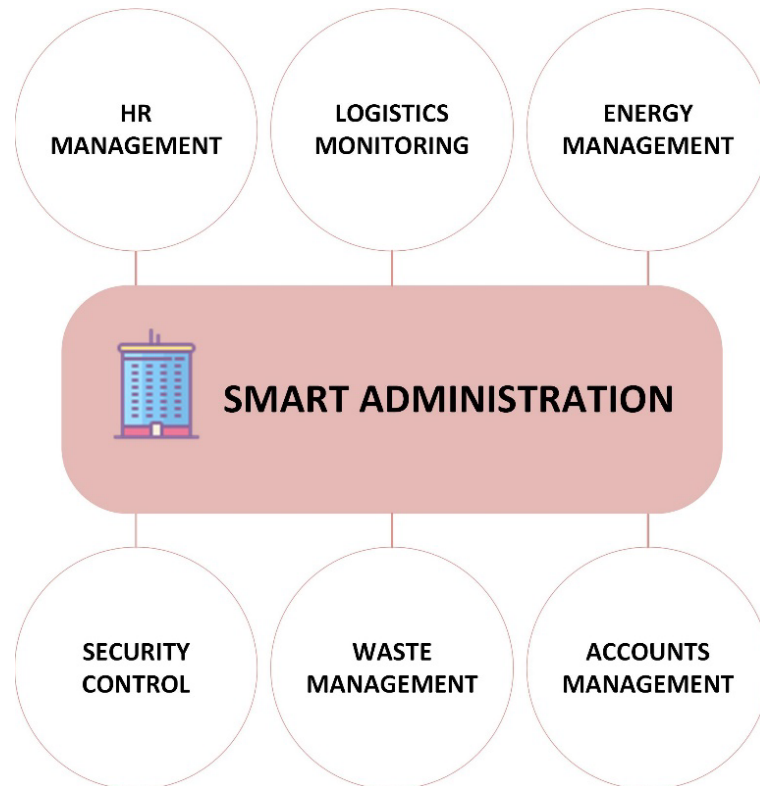 HR
MANAGEMENT
LOGISTICS
MONITORING
ENERGY
MANAGEMENT
SMART ADMINISTRATION
SECURITY
CONTROL
WASTE
MANAGEMENT
ACCOUNTS
MANAGEMENT